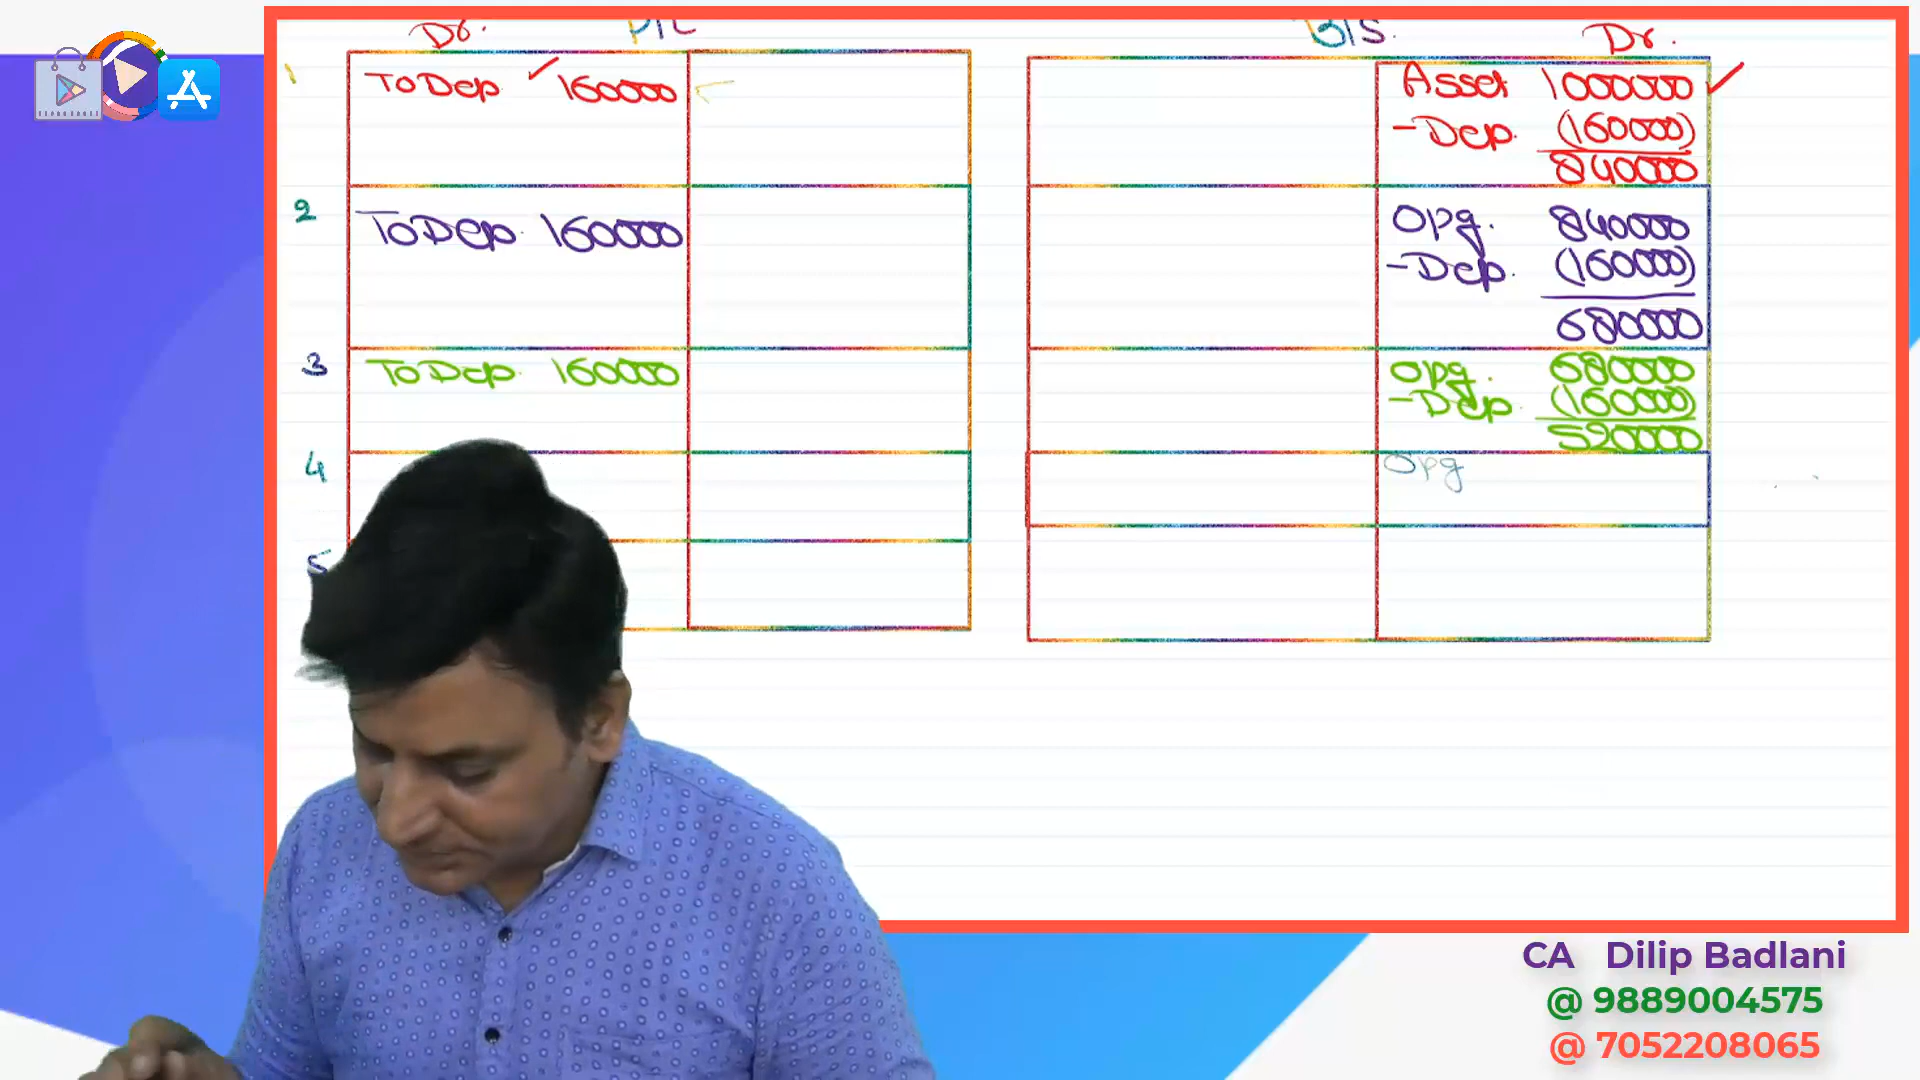 Dr. P/L
1 To Dep 160000
2 To Dep. 160000
3 To Dep. 160000
4
5
B/S. Dr.
Asset 1000000
-Dep. (160000)
840000
Opg. 840000
-Dep. (160000)
680000
Opg. 680000
-Dep. (160000)
520000
Opg
CA Dilip Badlani
@ 9889004575
@ 7052208065